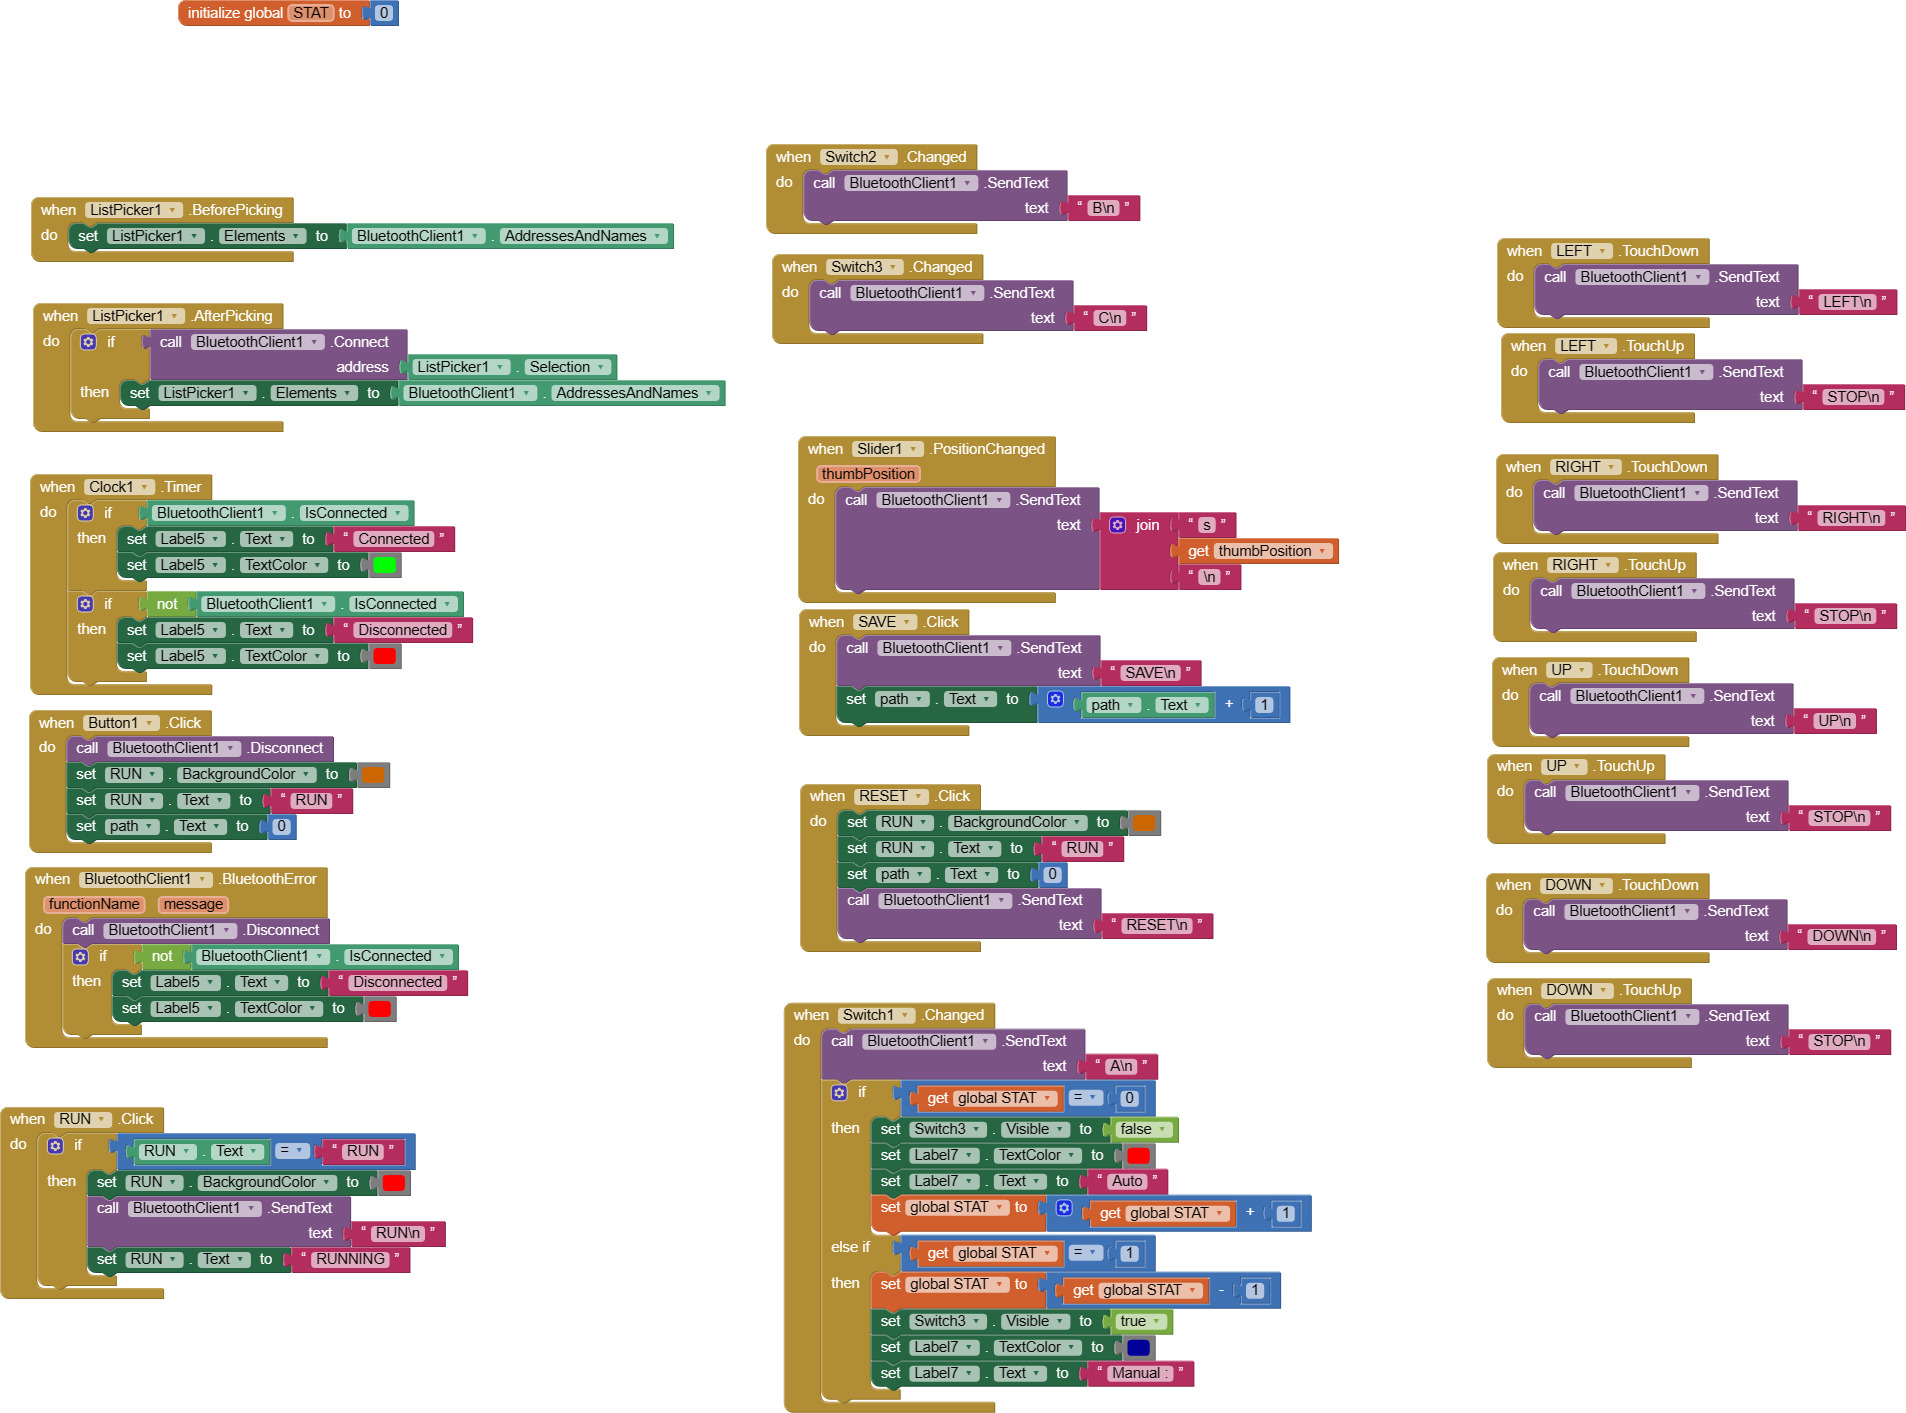 initialize global STAT to 0
when ListPicker1 .BeforePicking
do set ListPicker1 . Elements to BluetoothClient1 . AddressesAndNames
when ListPicker1 .AfterPicking
do if call BluetoothClient1 .Connect
address ListPicker1 . Selection
then set ListPicker1 . Elements to BluetoothClient1 . AddressesAndNames
when Clock1 .Timer
do if BluetoothClient1 . IsConnected
then set Label5 . Text to “ Connected ”
set Label5 . TextColor to
if not BluetoothClient1 . IsConnected
then set Label5 . Text to “ Disconnected ”
set Label5 . TextColor to
when Button1 .Click
do call BluetoothClient1 .Disconnect
set RUN . BackgroundColor to
set RUN . Text to “ RUN ”
set path . Text to 0
when BluetoothClient1 .BluetoothError
functionName message
do call BluetoothClient1 .Disconnect
if not BluetoothClient1 . IsConnected
then set Label5 . Text to “ Disconnected ”
set Label5 . TextColor to
when RUN .Click
do if RUN . Text = “ RUN ”
then set RUN . BackgroundColor to
call BluetoothClient1 .SendText
text “ RUN\n ”
set RUN . Text to “ RUNNING ”
when Switch2 .Changed
do call BluetoothClient1 .SendText
text “ B\n ”
when Switch3 .Changed
do call BluetoothClient1 .SendText
text “ C\n ”
when Slider1 .PositionChanged
thumbPosition
do call BluetoothClient1 .SendText
text join “ s ”
get thumbPosition
“ \n ”
when SAVE .Click
do call BluetoothClient1 .SendText
text “ SAVE\n ”
set path . Text to path . Text + 1
when RESET .Click
do set RUN . BackgroundColor to
set RUN . Text to “ RUN ”
set path . Text to 0
call BluetoothClient1 .SendText
text “ RESET\n ”
when Switch1 .Changed
do call BluetoothClient1 .SendText
text “ A\n ”
if get global STAT = 0
then set Switch3 . Visible to false
set Label7 . TextColor to
set Label7 . Text to “ Auto ”
set global STAT to get global STAT + 1
else if get global STAT = 1
then set global STAT to get global STAT - 1
set Switch3 . Visible to true
set Label7 . TextColor to
set Label7 . Text to “ Manual : ”
when LEFT .TouchDown
do call BluetoothClient1 .SendText
text “ LEFT\n ”
when LEFT .TouchUp
do call BluetoothClient1 .SendText
text “ STOP\n ”
when RIGHT .TouchDown
do call BluetoothClient1 .SendText
text “ RIGHT\n ”
when RIGHT .TouchUp
do call BluetoothClient1 .SendText
text “ STOP\n ”
when UP .TouchDown
do call BluetoothClient1 .SendText
text “ UP\n ”
when UP .TouchUp
do call BluetoothClient1 .SendText
text “ STOP\n ”
when DOWN .TouchDown
do call BluetoothClient1 .SendText
text “ DOWN\n ”
when DOWN .TouchUp
do call BluetoothClient1 .SendText
text “ STOP\n ”